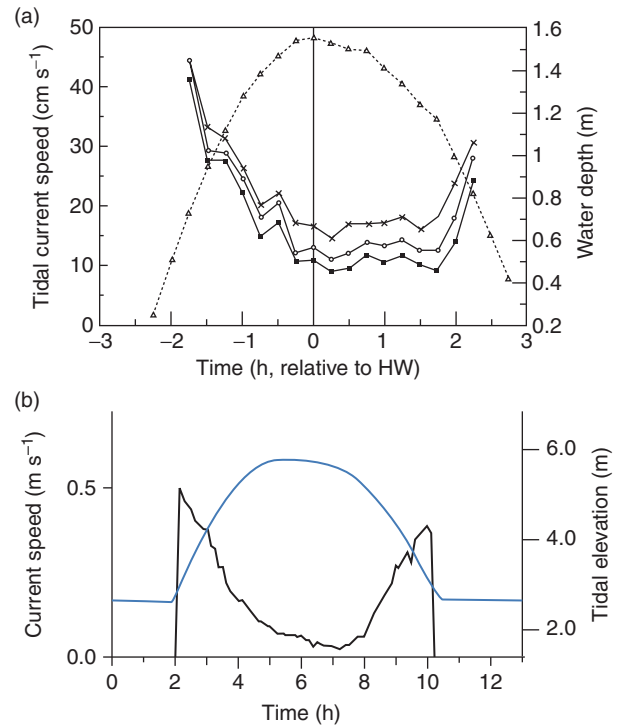 (a)
50
40
30
20
10
0
Tidal current speed (cm s⁻¹)
1.6
1.4
1.2
1
0.8
0.6
0.4
0.2
Water depth (m)
−3 −2 −1 0 1 2 3
Time (h, relative to HW)
(b)
0.5
0.0
Current speed (m s⁻¹)
6.0
4.0
2.0
Tidal elevation (m)
0 2 4 6 8 10 12
Time (h)